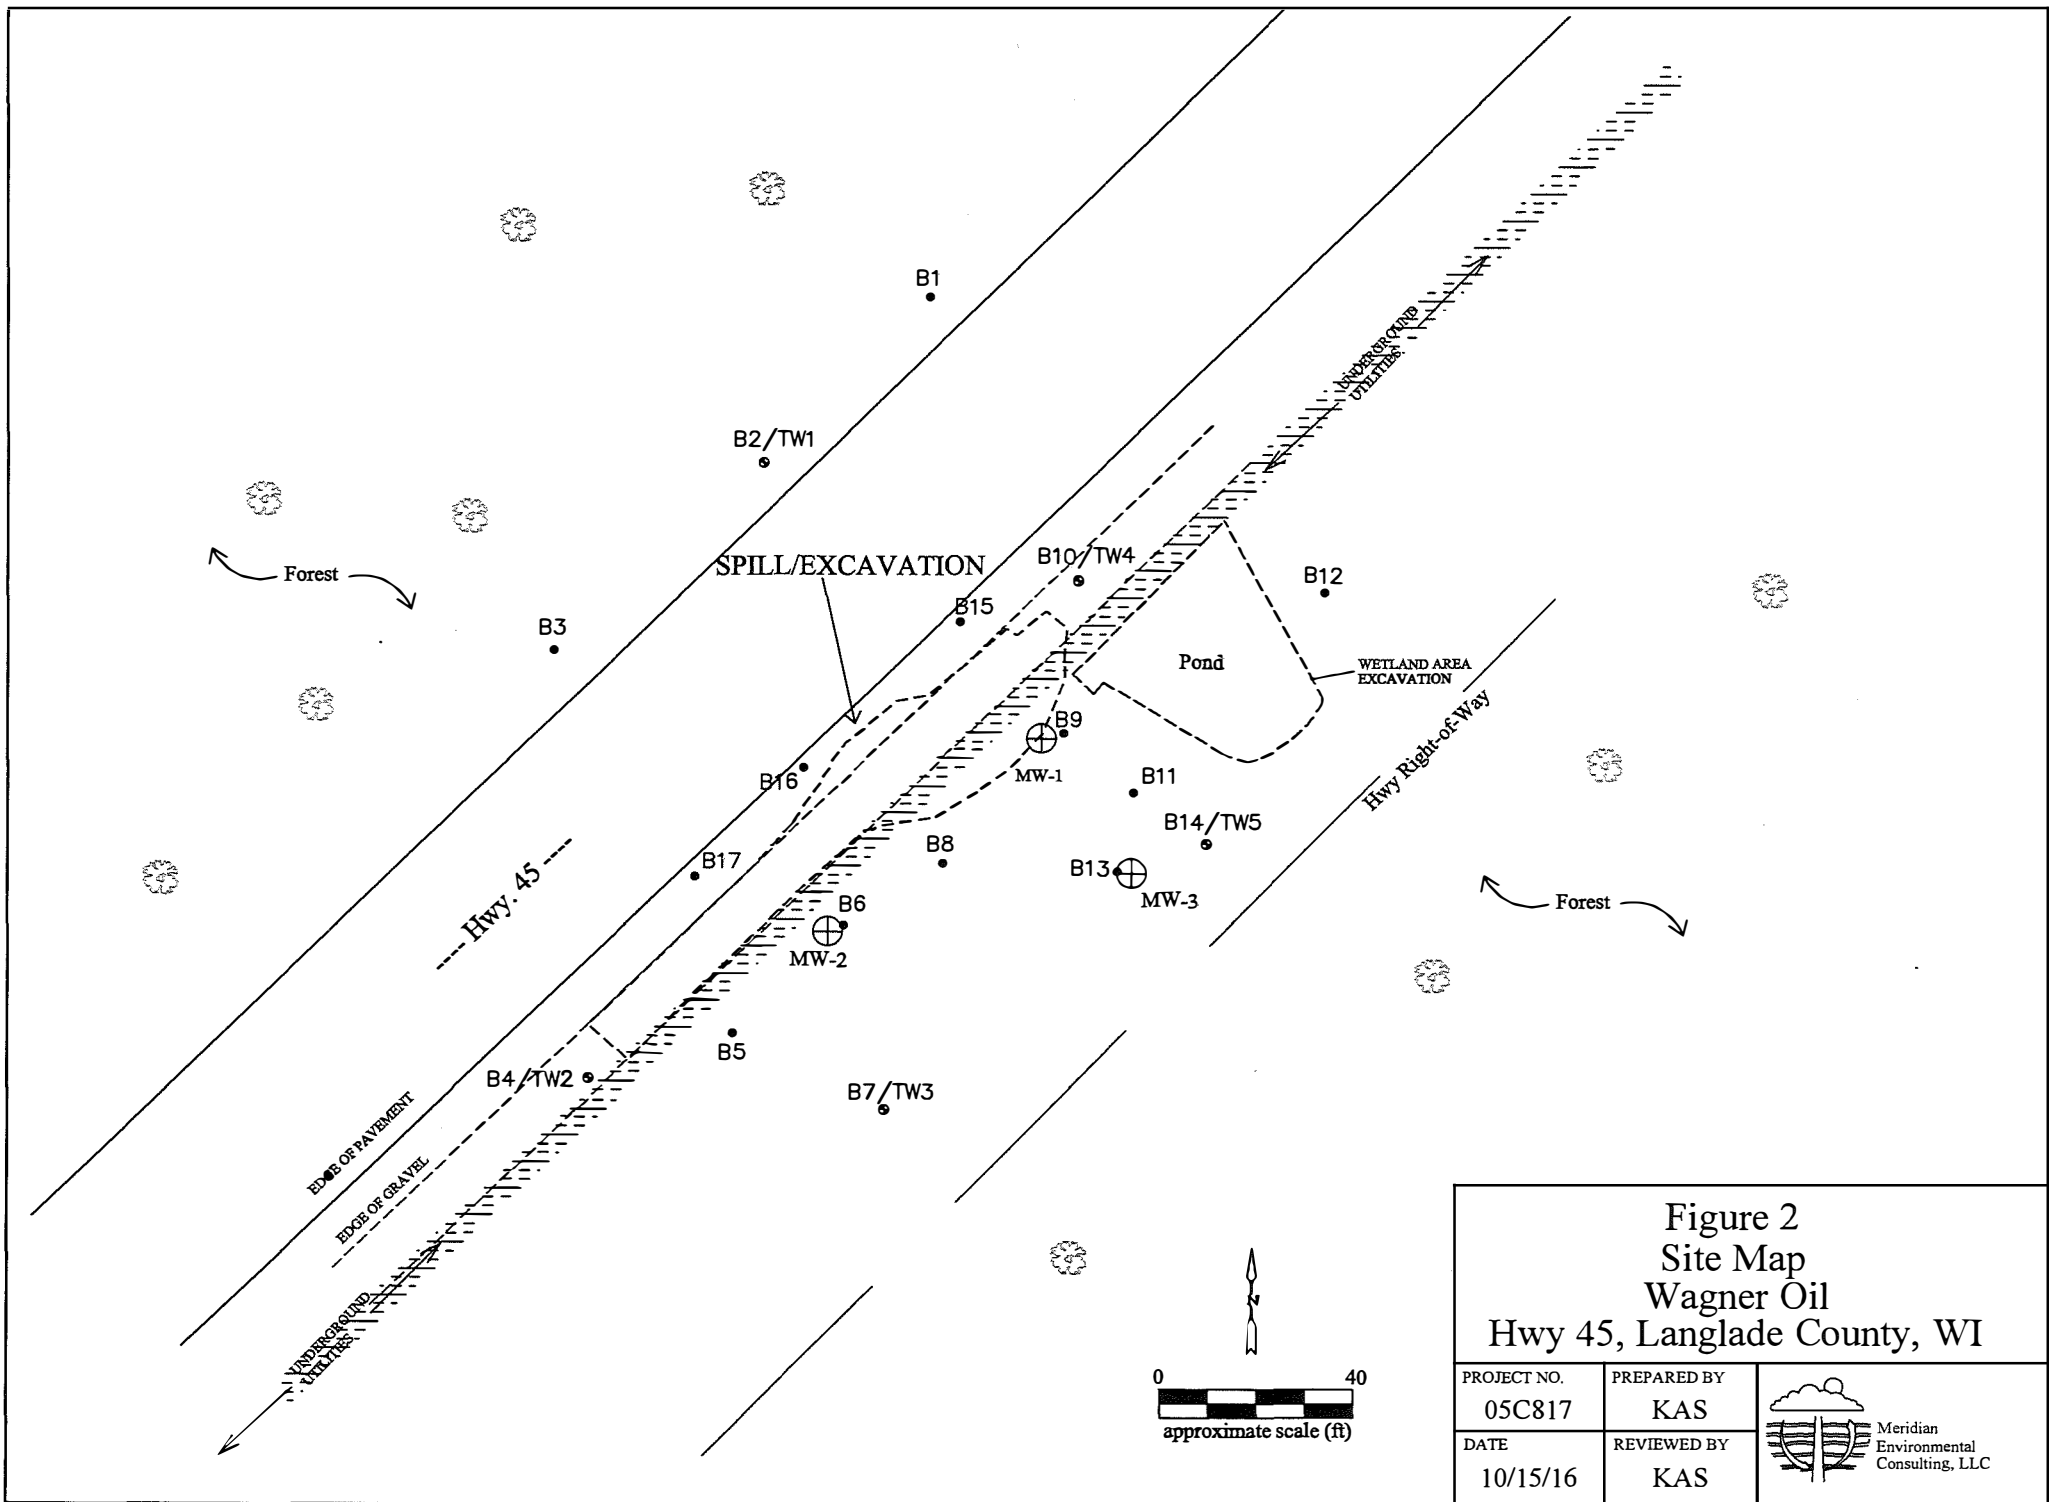 B1
B2/TW1
UNDERGROUND
UTILITIES
SPILL/EXCAVATION
B10/TW4
Forest
B12
B15
B3
Pond
WETLAND AREA
EXCAVATION
B9
Hwy Right-of-Way
MW-1
B16
B11
B14/TW5
B8
B17
B13
MW-3
Hwy. 45
B6
Forest
MW-2
B5
B4/TW2
B7/TW3
EDGE OF PAVEMENT
EDGE OF GRAVEL
UNDERGROUND
UTILITIES
N
0 40
approximate scale (ft)
Figure 2
Site Map
Wagner Oil
Hwy 45, Langlade County, WI
PROJECT NO.
05C817
PREPARED BY
KAS
DATE
10/15/16
REVIEWED BY
KAS
Meridian
Environmental
Consulting, LLC